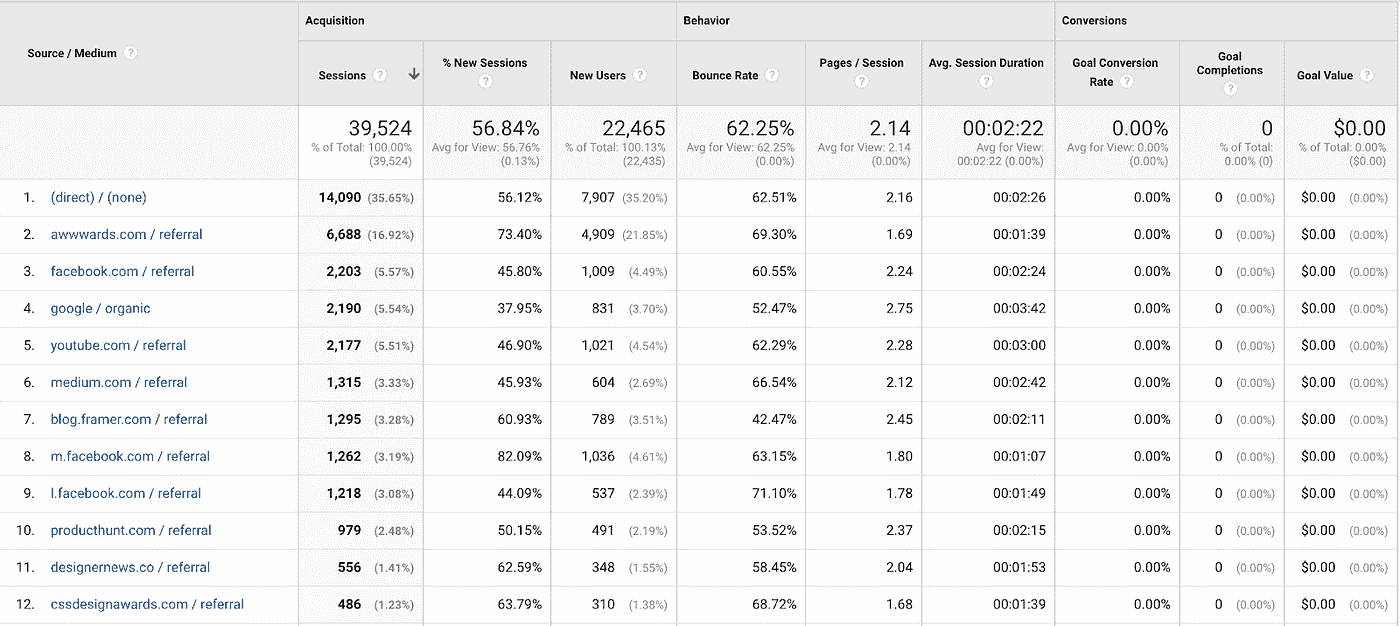 Acquisition Behavior Conversions
Source / Medium ? Sessions ? % New Sessions ? New Users ? Bounce Rate ? Pages / Session ? Avg. Session Duration ? Goal Conversion Rate ? Goal Completions ? Goal Value ?
39,524 56.84% 22,465 62.25% 2.14 00:02:22 0.00% 0 $0.00
% of Total: 100.00% (39,524) Avg for View: 56.76% (0.13%) % of Total: 100.13% (22,435) Avg for View: 62.25% (0.00%) Avg for View: 2.14 (0.00%) Avg for View: 00:02:22 (0.00%) Avg for View: 0.00% (0.00%) % of Total: 0.00% (0) % of Total: 0.00% ($0.00)
1. (direct) / (none) 14,090 (35.65%) 56.12% 7,907 (35.20%) 62.51% 2.16 00:02:26 0.00% 0 (0.00%) $0.00 (0.00%)
2. awwwards.com / referral 6,688 (16.92%) 73.40% 4,909 (21.85%) 69.30% 1.69 00:01:39 0.00% 0 (0.00%) $0.00 (0.00%)
3. facebook.com / referral 2,203 (5.57%) 45.80% 1,009 (4.49%) 60.55% 2.24 00:02:24 0.00% 0 (0.00%) $0.00 (0.00%)
4. google / organic 2,190 (5.54%) 37.95% 831 (3.70%) 52.47% 2.75 00:03:42 0.00% 0 (0.00%) $0.00 (0.00%)
5. youtube.com / referral 2,177 (5.51%) 46.90% 1,021 (4.54%) 62.29% 2.28 00:03:00 0.00% 0 (0.00%) $0.00 (0.00%)
6. medium.com / referral 1,315 (3.33%) 45.93% 604 (2.69%) 66.54% 2.12 00:02:42 0.00% 0 (0.00%) $0.00 (0.00%)
7. blog.framer.com / referral 1,295 (3.28%) 60.93% 789 (3.51%) 42.47% 2.45 00:02:11 0.00% 0 (0.00%) $0.00 (0.00%)
8. m.facebook.com / referral 1,262 (3.19%) 82.09% 1,036 (4.61%) 63.15% 1.80 00:01:07 0.00% 0 (0.00%) $0.00 (0.00%)
9. l.facebook.com / referral 1,218 (3.08%) 44.09% 537 (2.39%) 71.10% 1.78 00:01:49 0.00% 0 (0.00%) $0.00 (0.00%)
10. producthunt.com / referral 979 (2.48%) 50.15% 491 (2.19%) 53.52% 2.37 00:02:15 0.00% 0 (0.00%) $0.00 (0.00%)
11. designernews.co / referral 556 (1.41%) 62.59% 348 (1.55%) 58.45% 2.04 00:01:53 0.00% 0 (0.00%) $0.00 (0.00%)
12. cssdesignawards.com / referral 486 (1.23%) 63.79% 310 (1.38%) 68.72% 1.68 00:01:39 0.00% 0 (0.00%) $0.00 (0.00%)